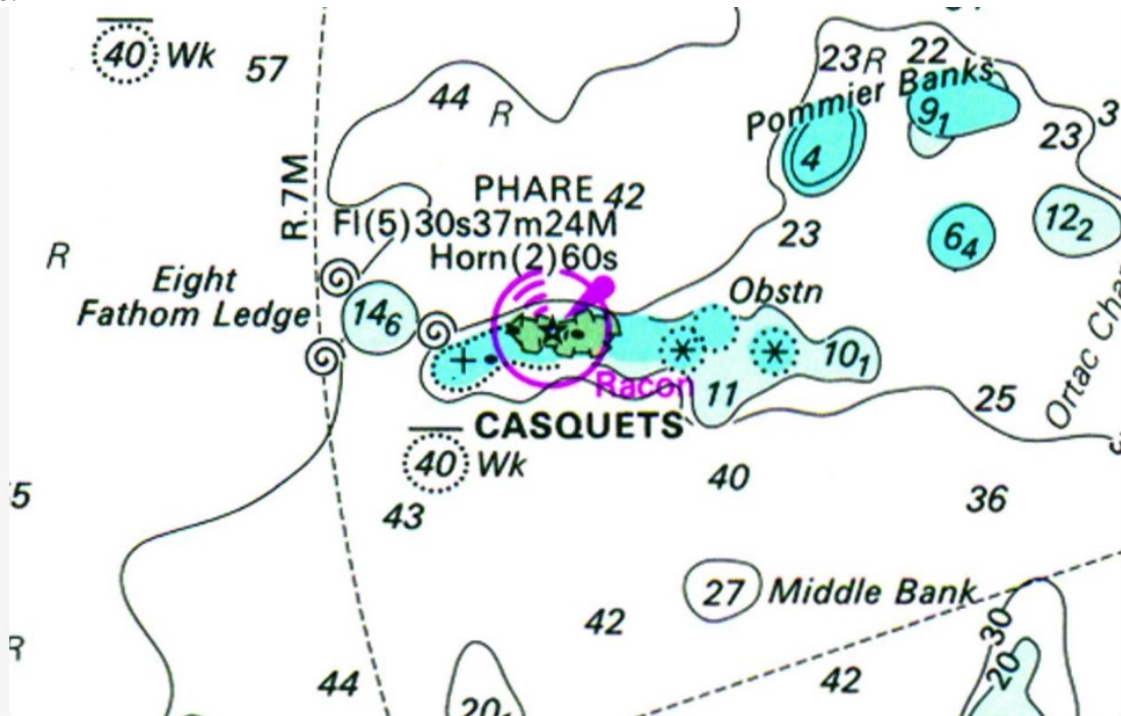 40 Wk
57
44
R
23 R
22
Pommier Banks
9₁
4
23
3
R.7M
PHARE
42
Fl(5)30s37m24M
Horn(2)60s
23
6₄
12₂
R
Eight
Fathom Ledge
14₆
Obstn
10₁
Racon
11
25
Ortac Cha
CASQUETS
40 Wk
40
36
5
43
27
Middle Bank
42
30
20
R
44
42
20₁